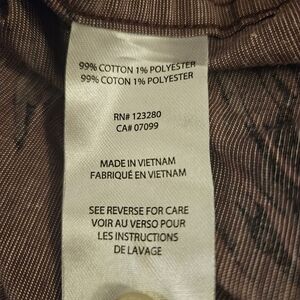 99% COTTON 1% POLYESTER
99% COTON 1% POLYESTER
RN# 123280
CA# 07099
MADE IN VIETNAM
FABRIQUÉ EN VIETNAM
SEE REVERSE FOR CARE
VOIR AU VERSO POUR
LES INSTRUCTIONS
DE LAVAGE